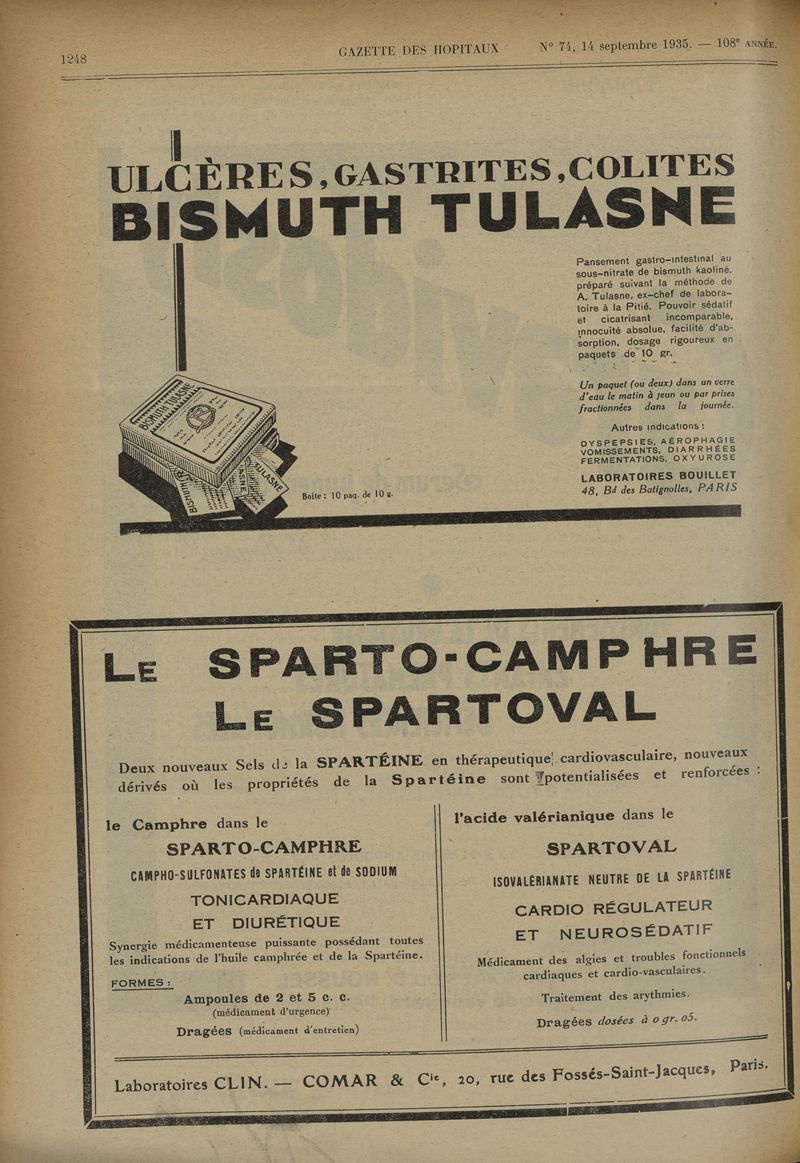 1248
GAZETTE DES HOPITAUX
N° 74, 14 septembre 1935. — 108e ANNÉE.
ULCÈRES, GASTRITES, COLITES
BISMUTH TULASNE
Pansement gastro-intestinal au
sous-nitrate de bismuth kaoliné.
préparé suivant la méthode de
A. Tulasne, ex-chef de labora-
toire à la Pitié. Pouvoir sédatif
et cicatrisant incomparable,
innocuité absolue, facilité d'ab-
sorption, dosage rigoureux en
paquets de 10 gr.
Un paquet (ou deux) dans un verre
d'eau le matin à jeun ou par prises
fractionnées dans la journée.
Autres indications :
DYSPEPSIES, AÉROPHAGIE
VOMISSEMENTS, DIARRHÉES
FERMENTATIONS, OXYUROSE
LABORATOIRES BOUILLET
48, Bd des Batignolles, PARIS
BISMUTH TULASNE
BISMUTH
TULASNE
Boîte : 10 paq. de 10 g.
LE SPARTO-CAMPHRE
LE SPARTOVAL
Deux nouveaux Sels de la SPARTÉINE en thérapeutique cardiovasculaire, nouveaux
dérivés où les propriétés de la Spartéine sont potentialisées et renforcées :
le Camphre dans le
SPARTO-CAMPHRE
CAMPHO-SULFONATES de SPARTÉINE et de SODIUM
TONICARDIAQUE
ET DIURÉTIQUE
Synergie médicamenteuse puissante possédant toutes
les indications de l'huile camphrée et de la Spartéine.
FORMES :
Ampoules de 2 et 5 c. c.
(médicament d'urgence)
Dragées (médicament d'entretien)
l'acide valérianique dans le
SPARTOVAL
ISOVALÉRIANATE NEUTRE DE LA SPARTÉINE
CARDIO RÉGULATEUR
ET NEUROSÉDATIF
Médicament des algies et troubles fonctionnels
cardiaques et cardio-vasculaires.
Traitement des arythmies.
Dragées dosées à 0 gr. 05.
Laboratoires CLIN. — COMAR & Cie, 20, rue des Fossés-Saint-Jacques, Paris.